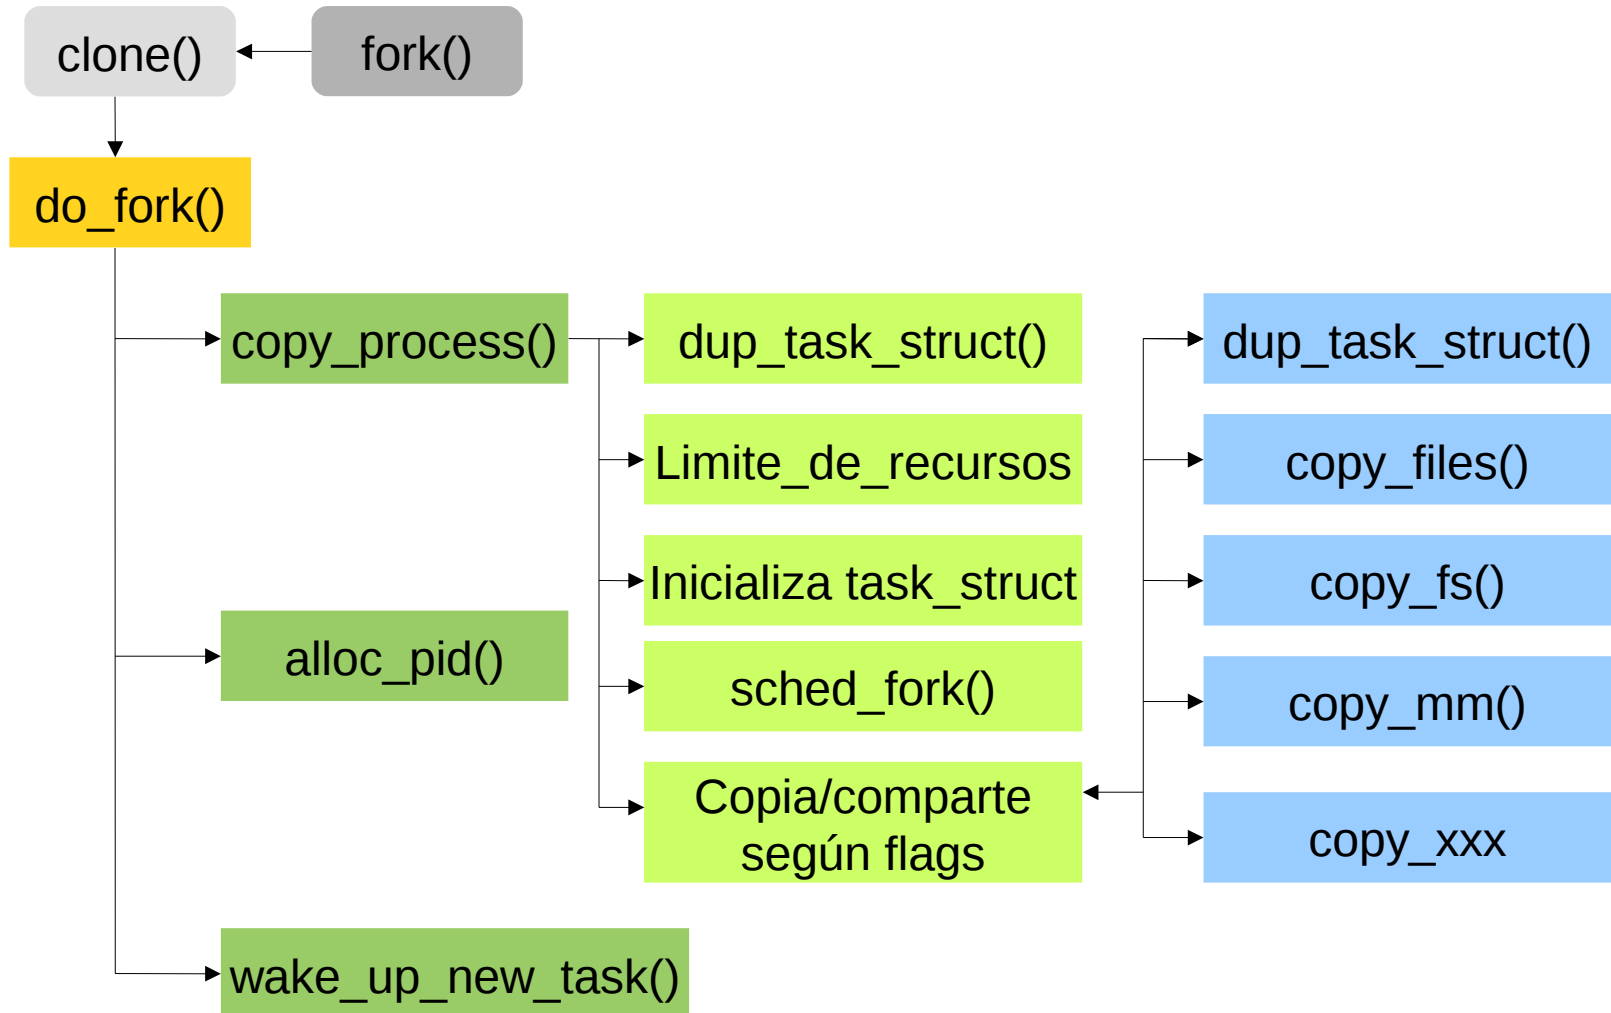 clone()
fork()
do_fork()
copy_process()
dup_task_struct()
dup_task_struct()
Limite_de_recursos
copy_files()
Inicializa task_struct
copy_fs()
alloc_pid()
sched_fork()
copy_mm()
Copia/comparte
según flags
copy_xxx
wake_up_new_task()